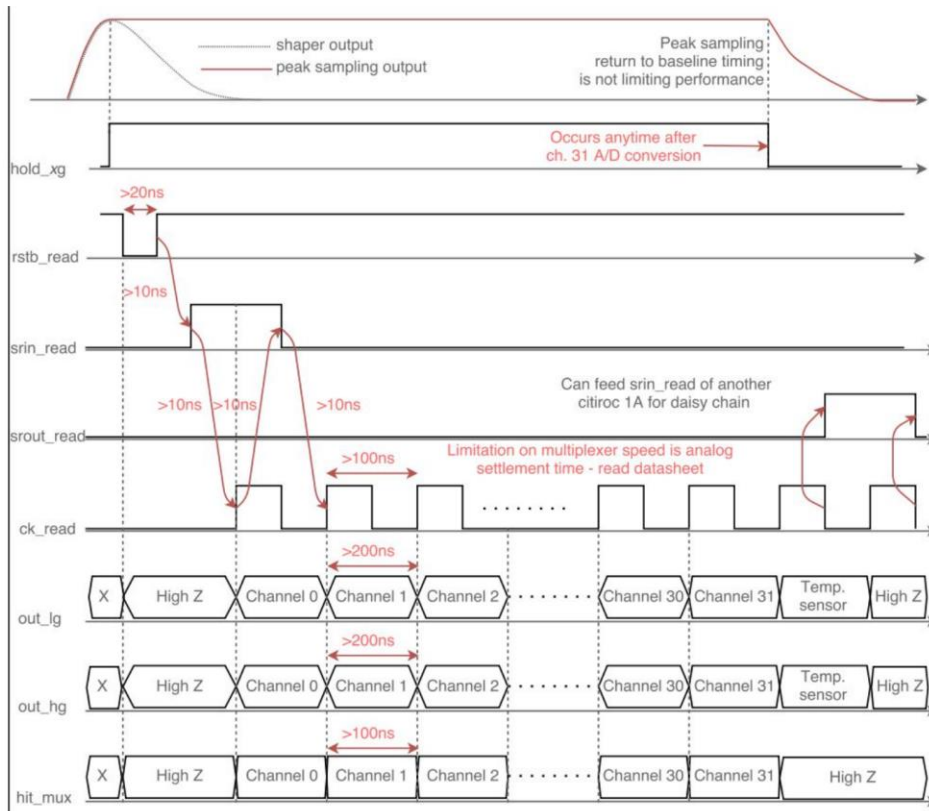 shaper output
peak sampling output
Peak sampling
return to baseline timing
is not limiting performance
Occurs anytime after
ch. 31 A/D conversion
hold_xg
>20ns
rstb_read
>10ns
srin_read
>10ns
>10ns
>10ns
Can feed srin_read of another
citiroc 1A for daisy chain
srout_read
>100ns
Limitation on multiplexer speed is analog
settlement time - read datasheet
ck_read
>200ns
X High Z Channel 0 Channel 1 Channel 2 Channel 30 Channel 31 Temp. sensor High Z
out_lg
>200ns
X High Z Channel 0 Channel 1 Channel 2 Channel 30 Channel 31 Temp. sensor High Z
out_hg
>100ns
X High Z Channel 0 Channel 1 Channel 2 Channel 30 Channel 31 High Z
hit_mux